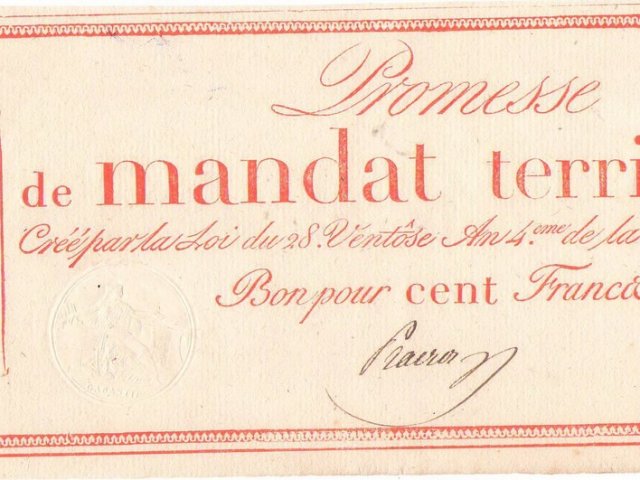 Promesse
de mandat terri
Créé par la Loi du 28. Ventôse An 4.eme de la
Bon pour cent Francs